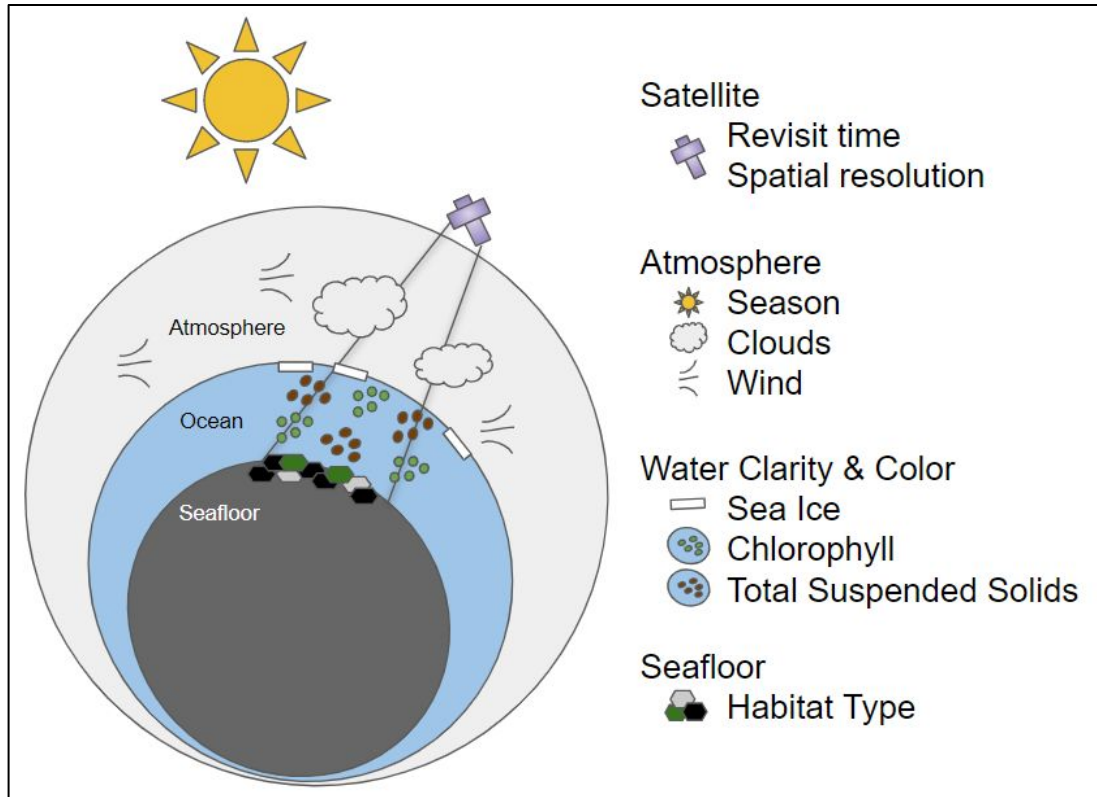 Atmosphere
Ocean
Seafloor
Satellite
Revisit time
Spatial resolution
Atmosphere
Season
Clouds
Wind
Water Clarity & Color
Sea Ice
Chlorophyll
Total Suspended Solids
Seafloor
Habitat Type